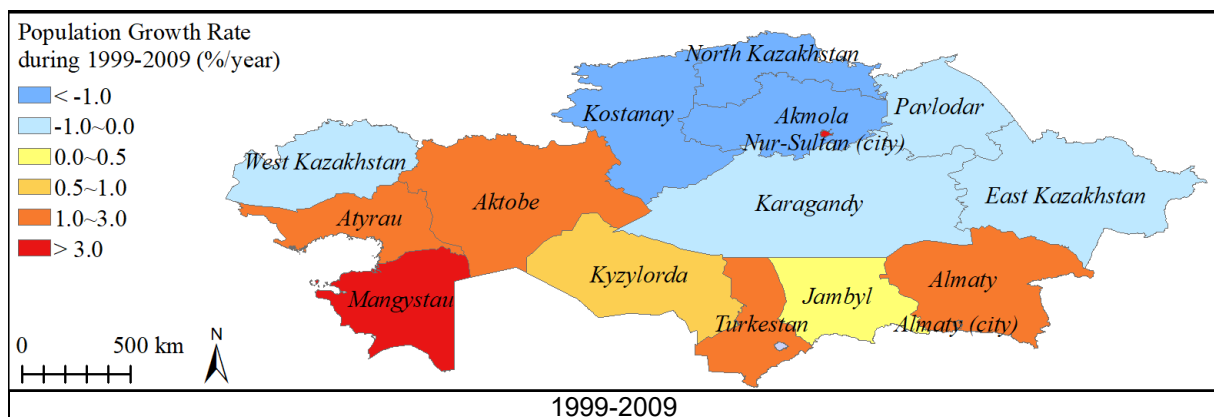 Population Growth Rate
during 1999-2009 (%/year)
< -1.0
-1.0~0.0
0.0~0.5
0.5~1.0
1.0~3.0
> 3.0
North Kazakhstan
Kostanay
Akmola
Pavlodar
Nur-Sultan (city)
West Kazakhstan
Aktobe
Karagandy
East Kazakhstan
Atyrau
Kyzylorda
Almaty
Mangystau
Jambyl
Turkestan
Almaty (city)
0 500 km
N
1999-2009